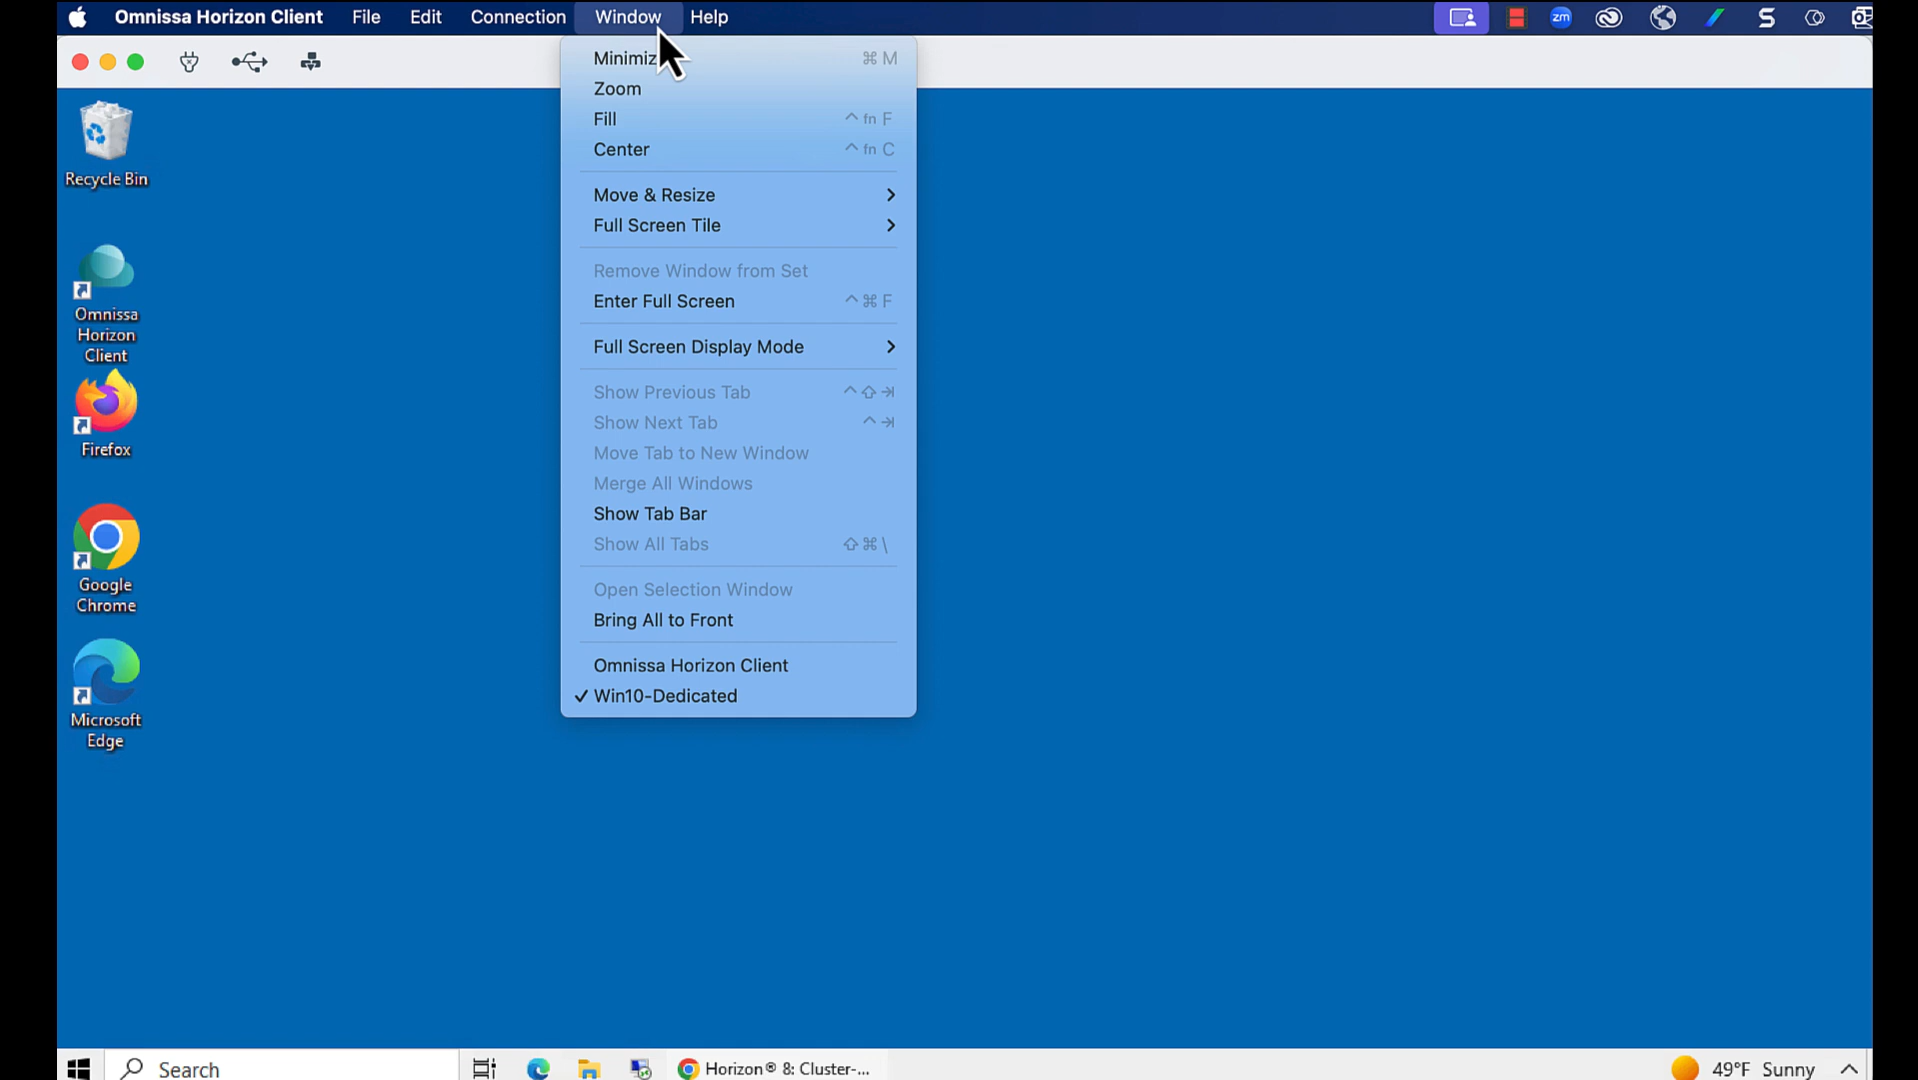 Omnissa Horizon Client File Edit Connection Window Help
Minimiz ⌘ M
Zoom
Fill ^ fn F
Center ^ fn C
Move & Resize
Full Screen Tile
Remove Window from Set
Enter Full Screen ^ ⌘ F
Full Screen Display Mode
Show Previous Tab ^ ⇧ ⇥
Show Next Tab ^ ⇥
Move Tab to New Window
Merge All Windows
Show Tab Bar
Show All Tabs ⇧ ⌘ \
Open Selection Window
Bring All to Front
Omnissa Horizon Client
✓ Win10-Dedicated
Recycle Bin
Omnissa
Horizon
Client
Firefox
Google
Chrome
Microsoft
Edge
zm
S
Search
Horizon® 8: Cluster-...
49°F Sunny